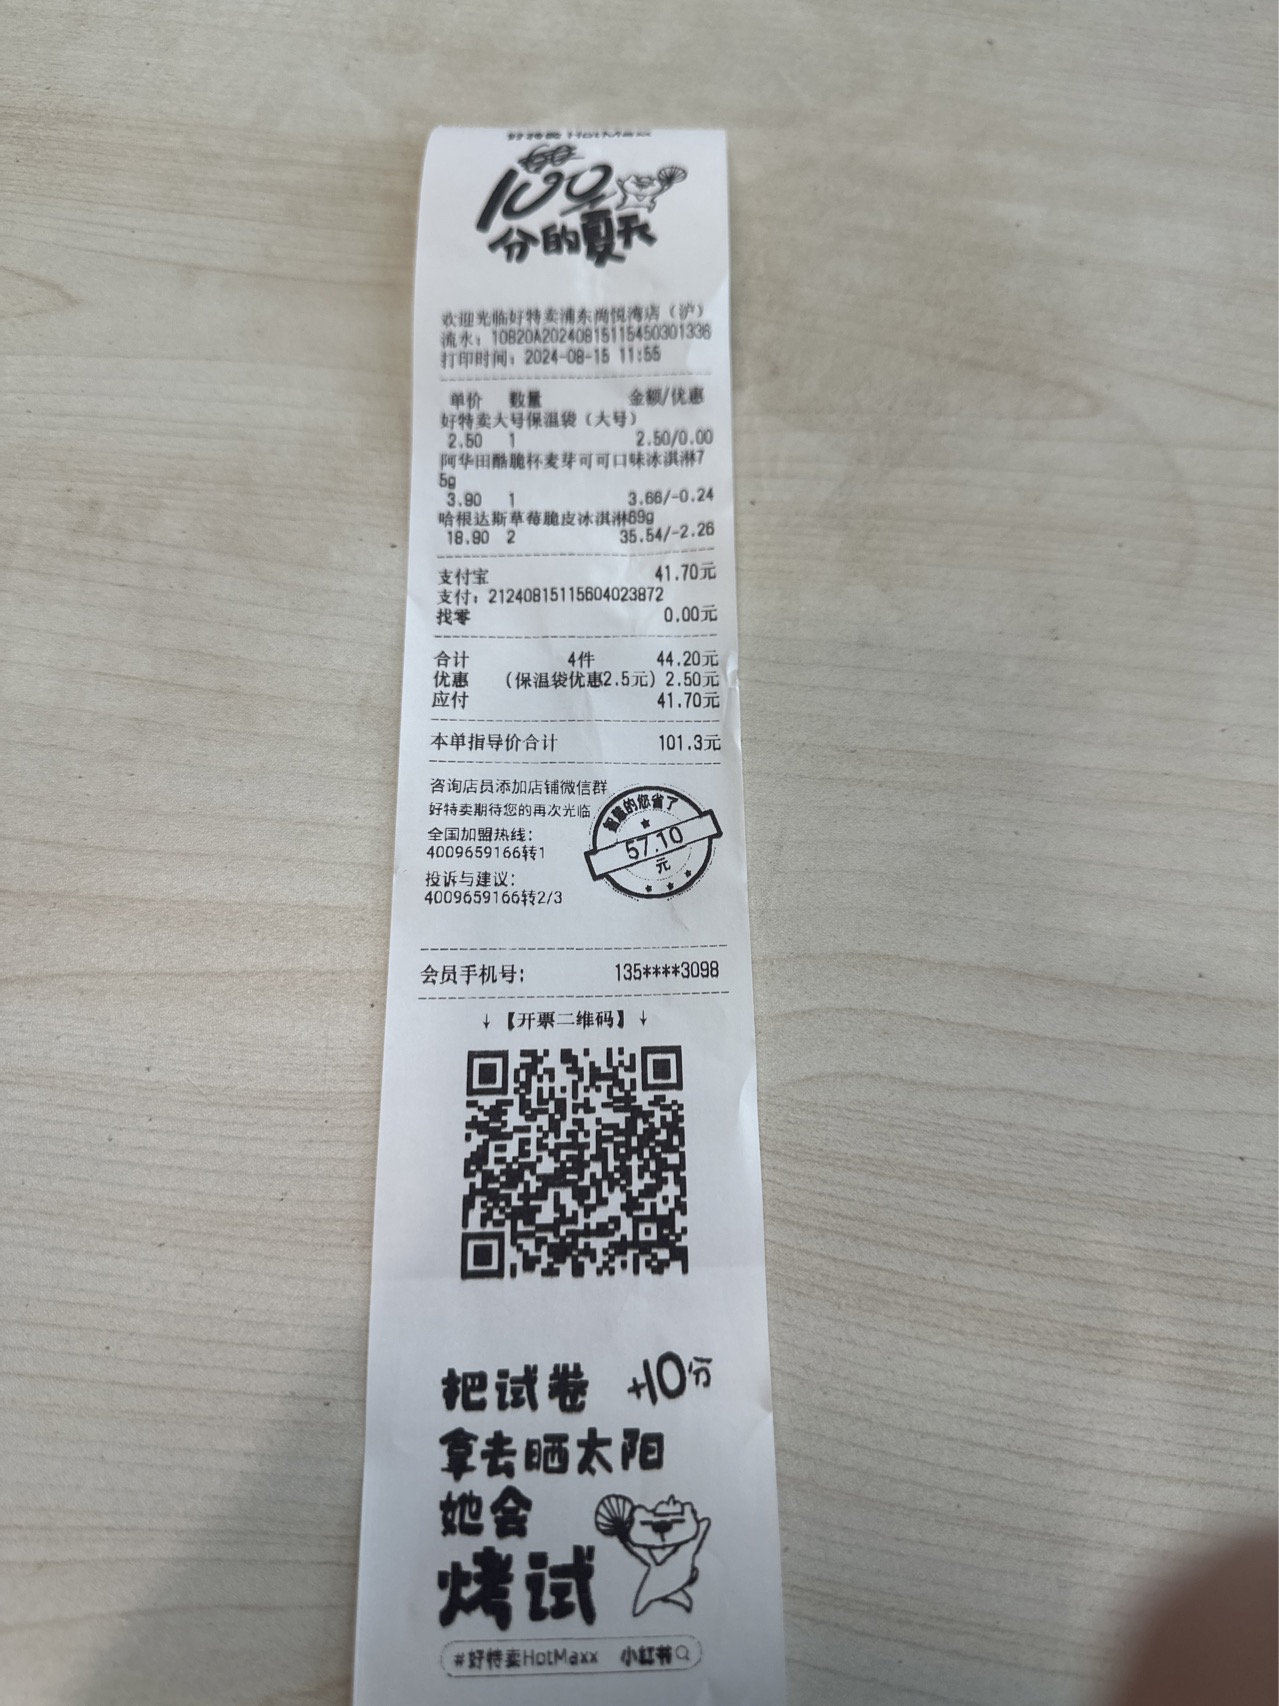 好特卖 HotMaxx
100
分的夏天
欢迎光临好特卖浦东尚悦湾店（沪）
流水：10B20A20240815115450301336
打印时间：2024-08-15 11:55
单价 数量 金额/优惠
好特卖大号保温袋（大号）
2.50 1 2.50/0.00
阿华田酷脆杯麦芽可可口味冰淇淋7
5g
3.90 1 3.66/-0.24
哈根达斯草莓脆皮冰淇淋69g
18.90 2 35.54/-2.26
支付宝 41.70元
支付：21240815115604023872
找零 0.00元
合计 4件 44.20元
优惠 （保温袋优惠2.5元）2.50元
应付 41.70元
本单指导价合计 101.3元
咨询店员添加店铺微信群
好特卖期待您的再次光临
全国加盟热线：
4009659166转1
投诉与建议：
4009659166转2/3
智慧的您省了
57.10
元
会员手机号： 135****3098
↓【开票二维码】↓
把试卷 +10分
拿去晒太阳
她会
烤试
#好特卖HotMaxx 小红书